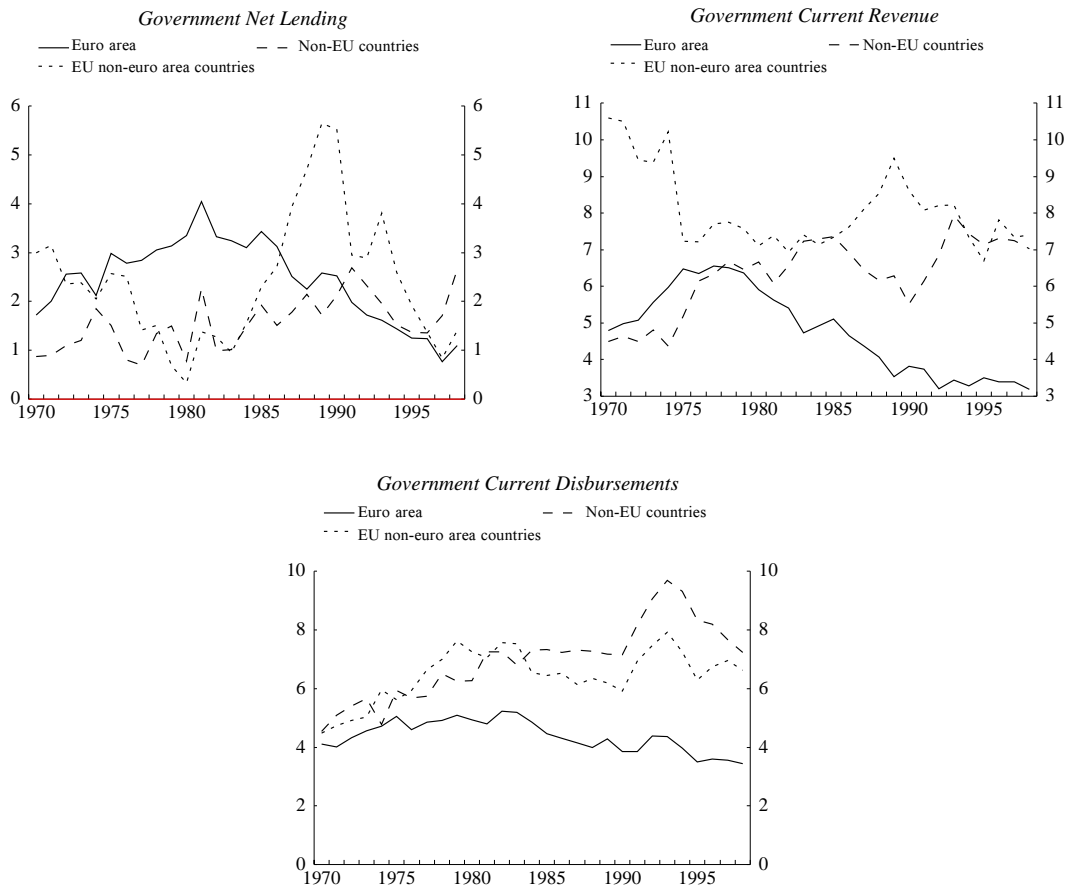 Government Net Lending
Euro area Non-EU countries
EU non-euro area countries
6 6
5 5
4 4
3 3
2 2
1 1
0 0
1970 1975 1980 1985 1990 1995
Government Current Revenue
Euro area Non-EU countries
EU non-euro area countries
11 11
10 10
9 9
8 8
7 7
6 6
5 5
4 4
3 3
1970 1975 1980 1985 1990 1995
Government Current Disbursements
Euro area Non-EU countries
EU non-euro area countries
10 10
8 8
6 6
4 4
2 2
0 0
1970 1975 1980 1985 1990 1995